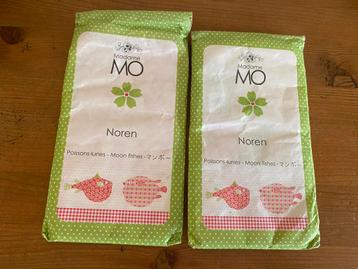 Madame
MO
Noren
Poissons-lunes - Moon fishes - マンボー
Madame
MO
Noren
Poissons-lunes - Moon fishes - マンボー